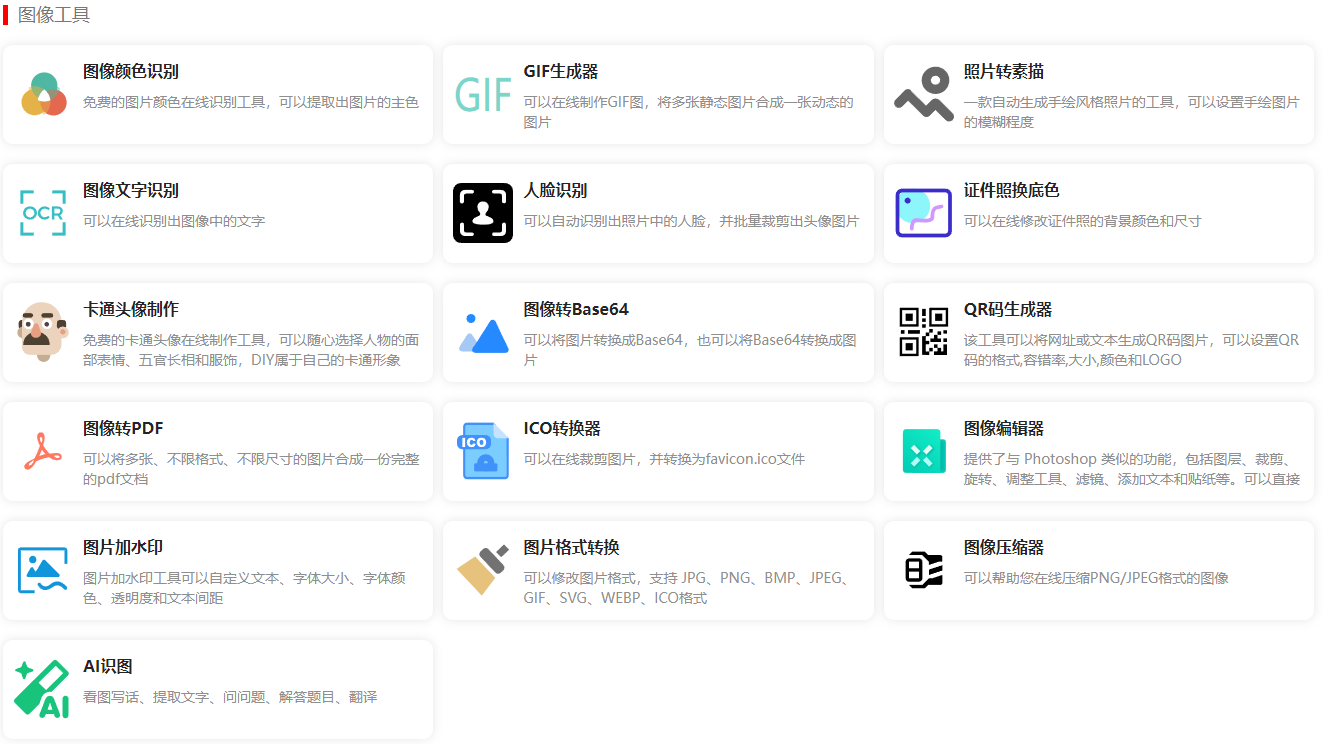 图像工具
图像颜色识别
免费的图片颜色在线识别工具，可以提取出图片的主色
GIF
GIF生成器
可以在线制作GIF图，将多张静态图片合成一张动态的
图片
照片转素描
一款自动生成手绘风格照片的工具，可以设置手绘图片
的模糊程度
OCR
图像文字识别
可以在线识别出图像中的文字
人脸识别
可以自动识别出照片中的人脸，并批量裁剪出头像图片
证件照换底色
可以在线修改证件照的背景颜色和尺寸
卡通头像制作
免费的卡通头像在线制作工具，可以随心选择人物的面
部表情、五官长相和服饰，DIY属于自己的卡通形象
图像转Base64
可以将图片转换成Base64，也可以将Base64转换成图
片
QR码生成器
该工具可以将网址或文本生成QR码图片，可以设置QR
码的格式,容错率,大小,颜色和LOGO
图像转PDF
可以将多张、不限格式、不限尺寸的图片合成一份完整
的pdf文档
ICO
ICO转换器
可以在线裁剪图片，并转换为favicon.ico文件
图像编辑器
提供了与 Photoshop 类似的功能，包括图层、裁剪、
旋转、调整工具、滤镜、添加文本和贴纸等。可以直接
图片加水印
图片加水印工具可以自定义文本、字体大小、字体颜
色、透明度和文本间距
图片格式转换
可以修改图片格式，支持 JPG、PNG、BMP、JPEG、
GIF、SVG、WEBP、ICO格式
图像压缩器
可以帮助您在线压缩PNG/JPEG格式的图像
AI
AI识图
看图写话、提取文字、问问题、解答题目、翻译